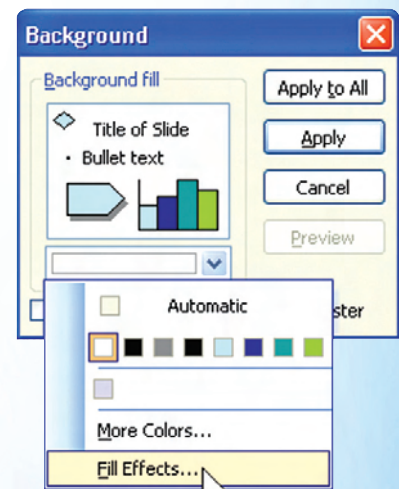 Background
Background fill
Apply to All
Title of Slide
• Bullet text
Apply
Cancel
Preview
Automatic
ster
More Colors...
Fill Effects...